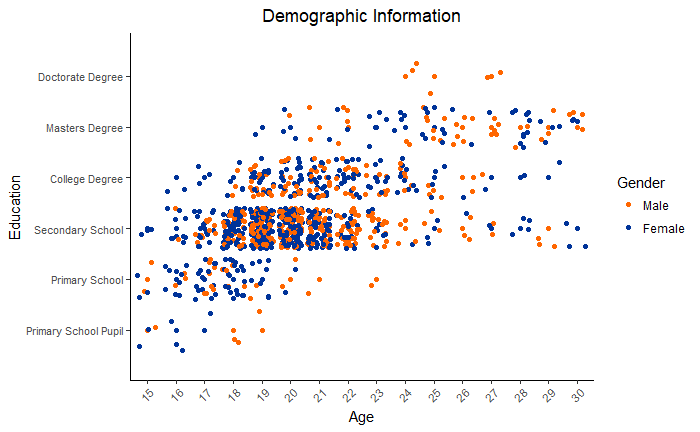 Demographic Information
Education
Doctorate Degree
Masters Degree
College Degree
Secondary School
Primary School
Primary School Pupil
15 16 17 18 19 20 21 22 23 24 25 26 27 28 29 30
Age
Gender
Male
Female